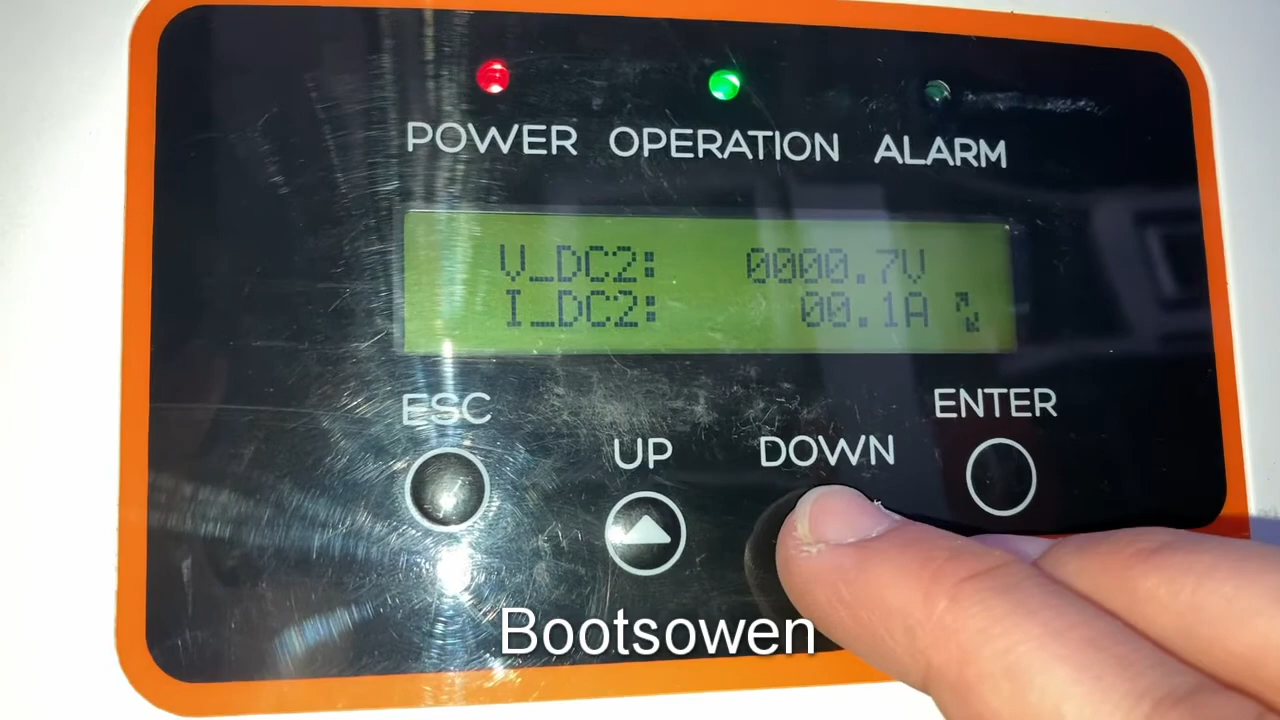 POWER OPERATION ALARM
V_DC2: 0000.7V
I_DC2: 00.1A
ESC
ENTER
UP
DOWN
Bootsowen